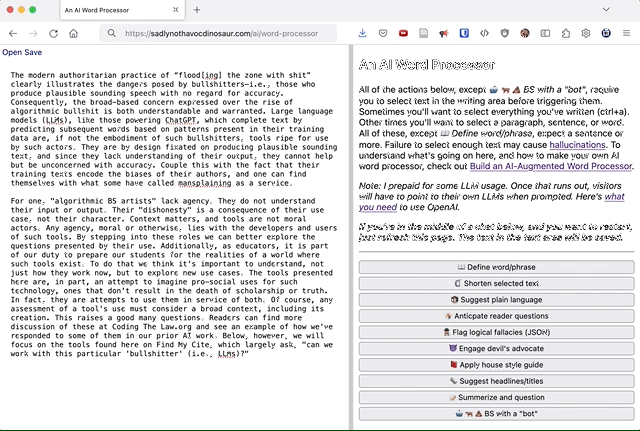 An AI Word Processor
https://sadlynothavocdinosaur.com/ai/word-processor
Open Save
The modern authoritarian practice of “flood[ing] the zone with shit”
clearly illustrates the dangers posed by bullshitters—i.e., those who
produce plausible sounding speech with no regard for accuracy.
Consequently, the broad-based concern expressed over the rise of
algorithmic bullshit is both understandable and warranted. Large language
models (LLMs), like those powering ChatGPT, which complete text by
predicting subsequent words based on patterns present in their training
data are, if not the embodiment of such bullshitters, tools ripe for use
by such actors. They are by design fixated on producing plausible sounding
text, and since they lack understanding of their output, they cannot help
but be unconcerned with accuracy. Couple this with the fact that their
training texts encode the biases of their authors, and one can find
themselves with what some have called mansplaining as a service.
For one, "algorithmic BS artists" lack agency. They do not understand
their input or output. Their "dishonesty" is a consequence of their use
case, not their character. Context matters, and tools are not moral
actors. Any agency, moral or otherwise, lies with the developers and users
of such tools. By stepping into these roles we can better explore the
questions presented by their use. Additionally, as educators, it is part
of our duty to prepare our students for the realities of a world where
such tools exist. To do that we think it's important to understand, not
just how they work now, but to explore new use cases. The tools presented
here are, in part, an attempt to imagine pro-social uses for such
technology, ones that don't result in the death of scholarship or truth.
In fact, they are attempts to use them in service of both. Of course, any
assessment of a tool's use must consider a broad context, including its
creation. This raises a good many questions. Readers can find more
discussion of these at Coding The Law.org and see an example of how we've
responded to some of them in our prior AI work. Below, however, we will
focus on the tools found here on Find My Cite, which largely ask, "can we
work with this particular 'bullshitter' (i.e., LLMs)?"
An AI Word Processor
All of the actions below, except BS with a "bot", require
you to select text in the writing area before triggering them.
Sometimes you'll want to select everything you've written (ctrl+a).
Other times you'll want to select a paragraph, sentence, or word.
All of these, except Define word/phrase, expect a sentence or
more. Failure to select enough text may cause hallucinations. To
understand what's going on here, and how to make your own AI
word processor, check out Build an AI-Augmented Word Processor.
Note: I prepaid for some LLM usage. Once that runs out, visitors
will have to point to their own LLMs when prompted. Here's what
you need to use OpenAI.
If you're in the middle of a chat below, and you want to restart,
just refresh this page. The text in the text area will be saved.
Define word/phrase
Shorten selected text
Suggest plain language
Anticpate reader questions
Flag logical fallacies (JSON)
Engage devil's advocate
Apply house style guide
Suggest headlines/titles
Summerize and question
BS with a "bot"